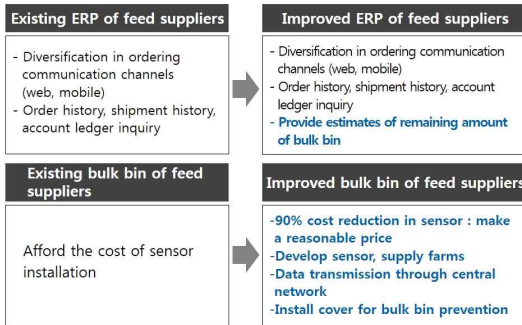 Existing ERP of feed suppliers
- Diversification in ordering
communication channels
(web, mobile)
- Order history, shipment history,
account ledger inquiry
Improved ERP of feed suppliers
- Diversification in ordering communication
channels (web, mobile)
- Order history, shipment history, account
ledger inquiry
- Provide estimates of remaining amount
of bulk bin
Existing bulk bin of feed
suppliers
Afford the cost of sensor
installation
Improved bulk bin of feed suppliers
-90% cost reduction in sensor : make
a reasonable price
-Develop sensor, supply farms
-Data transmission through central
network
-Install cover for bulk bin prevention